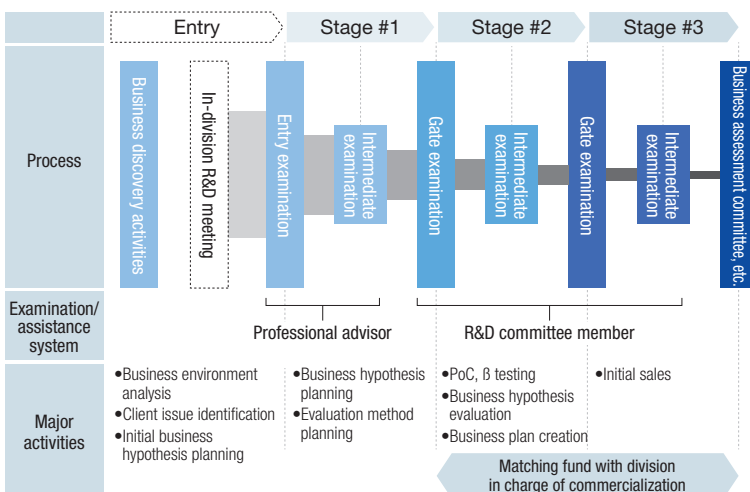 Entry
Stage #1
Stage #2
Stage #3
Process
Business discovery activities
In-division R&D meeting
Entry examination
Intermediate
examination
Gate examination
Intermediate
examination
Gate examination
Intermediate
examination
Business assessment committee, etc.
Examination/
assistance
system
Professional advisor
R&D committee member
Major
activities
•Business environment
analysis
•Client issue identification
•Initial business
hypothesis planning
•Business hypothesis
planning
•Evaluation method
planning
•PoC, ß testing
•Business hypothesis
evaluation
•Business plan creation
•Initial sales
Matching fund with division
in charge of commercialization